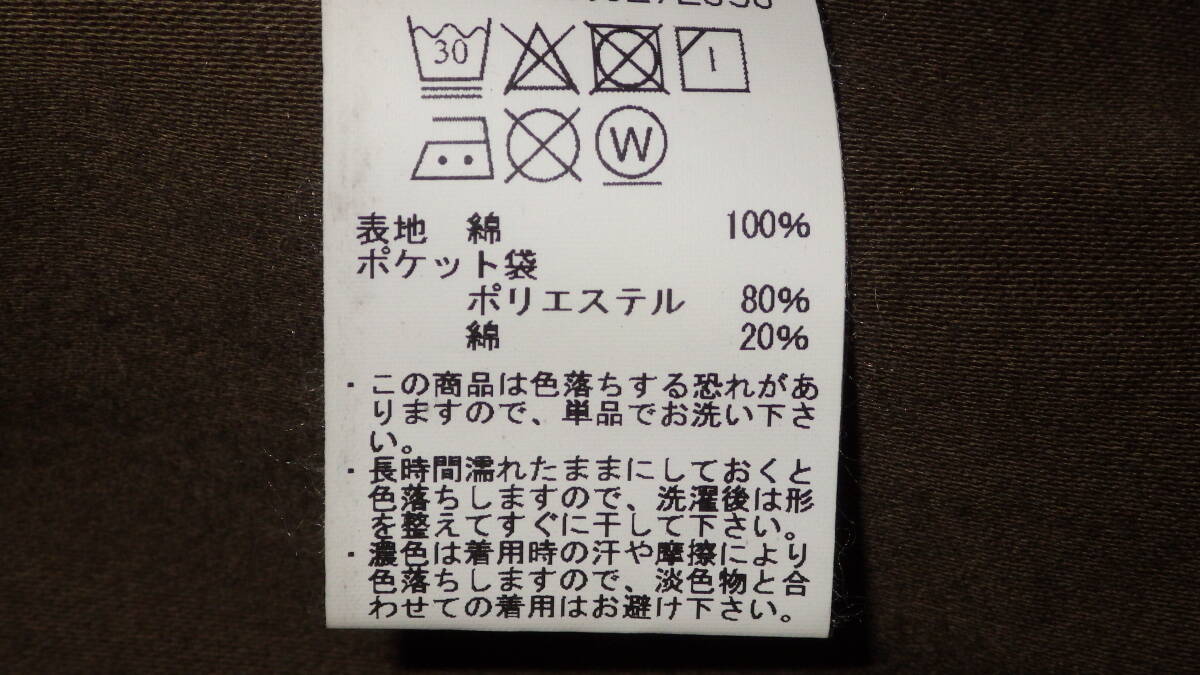 30
W
表地 綿 100%
ポケット袋
ポリエステル 80%
綿 20%
・この商品は色落ちする恐れがあ
りますので、単品でお洗い下さ
い。
・長時間濡れたままにしておくと
色落ちしますので、洗濯後は形
を整えてすぐに干して下さい。
・濃色は着用時の汗や摩擦により
色落ちしますので、淡色物と合
わせての着用はお避け下さい。